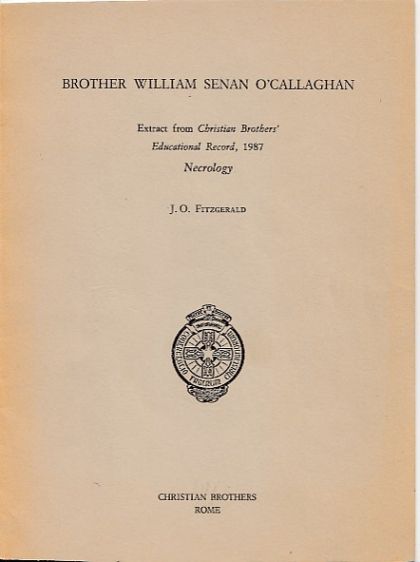 BROTHER WILLIAM SENAN O'CALLAGHAN
Extract from Christian Brothers'
Educational Record, 1987
Necrology
J. O. FITZGERALD
CHRISTIAN BROTHERS
ROME